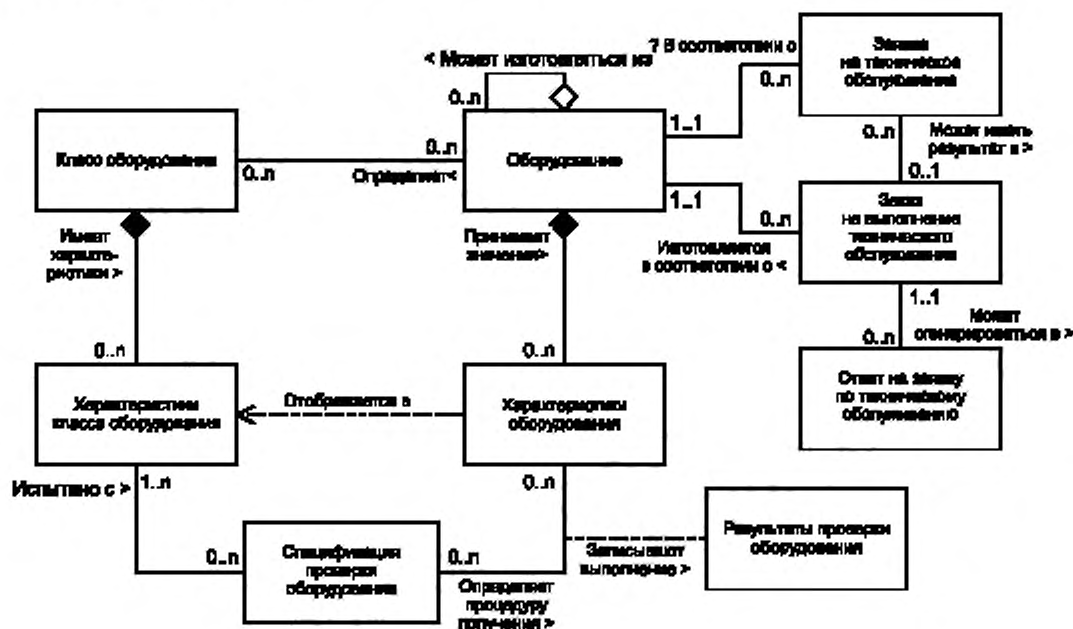 ? В соответствии с
Заявка
на техническое
обслуживание
< Может изготовляться из
0..n
0..n
1..1
0..n
Может иметь
результат в >
Класс оборудования
0..n
Оборудование
0..n
Определяет<
0..1
1..1
Заказ
на выполнение
технического
обслуживания
0..n
Имеет
характе-
ристики >
Принимает
значения>
Изготовляется
в соответствии с <
1..1
Может
0..n
0..n
0..n
Ответ на заявку
по техническому
обслуживанию
Характеристики
класса оборудования
Отображается в
Характеристики
оборудования
Испытано с >
1..n
0..n
Результаты проверки
оборудования
0..n
Спецификация
проверки
оборудования
0..n
Записывают
выполнение >
Определяет
процедуру
получения >